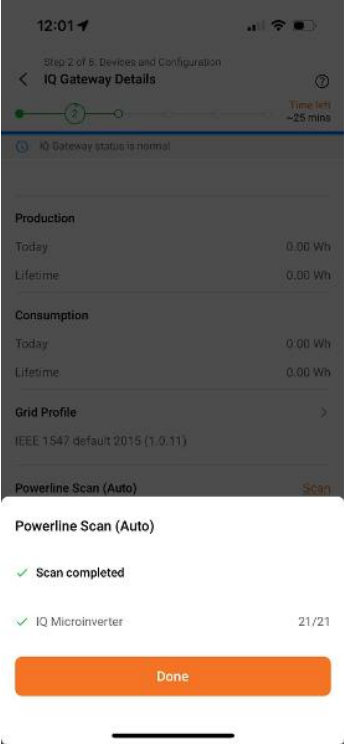 12:01
Step 2 of 6: Devices and Configuration
IQ Gateway Details
2
Time left
~25 mins
IQ Gateway status is normal
Production
Today 0.00 Wh
Lifetime 0.00 Wh
Consumption
Today 0.00 Wh
Lifetime 0.00 Wh
Grid Profile
IEEE 1547 default 2015 (1.0.11)
Powerline Scan (Auto) Scan
Powerline Scan (Auto)
Scan completed
IQ Microinverter 21/21
Done